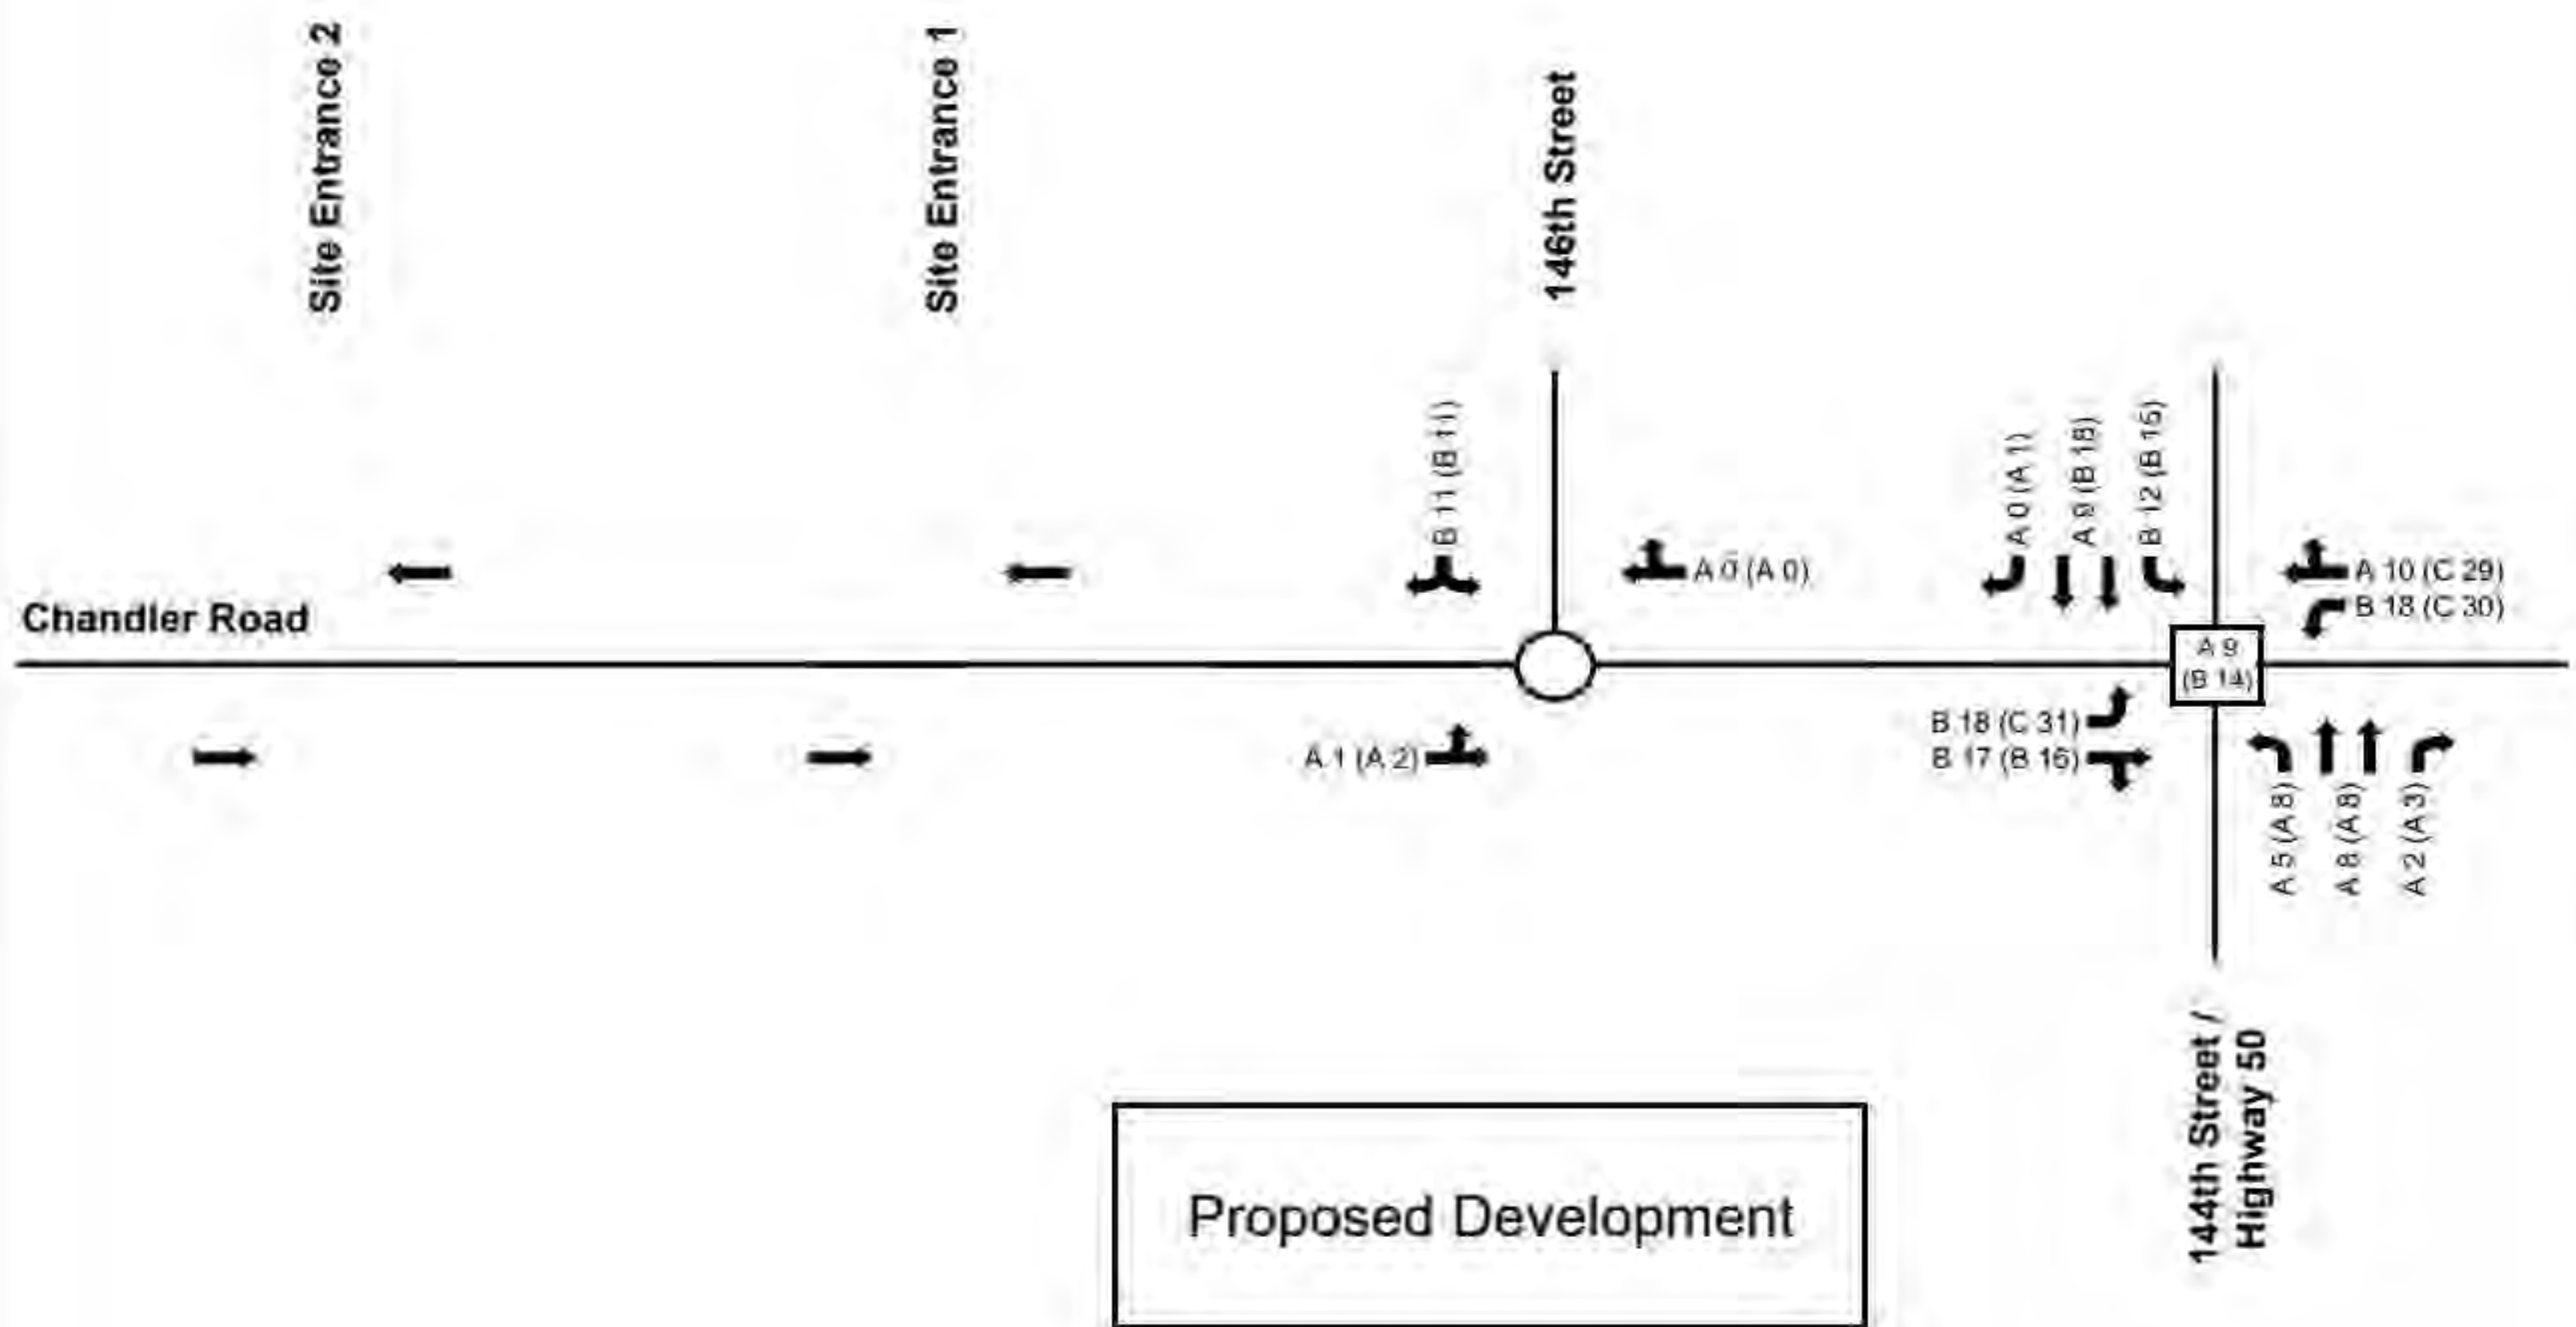 Site Entrance 2
Site Entrance 1
146th Street
B 11 (B 11)
A 0 (A 1)
A 9 (B 18)
B 12 (B 15)
A 0 (A 0)
A 10 (C 29)
B 18 (C 30)
Chandler Road
A 9
(B 14)
B 18 (C 31)
A 1 (A 2)
B 17 (B 16)
A 5 (A 8)
A 8 (A 8)
A 2 (A 3)
144th Street /
Highway 50
Proposed Development